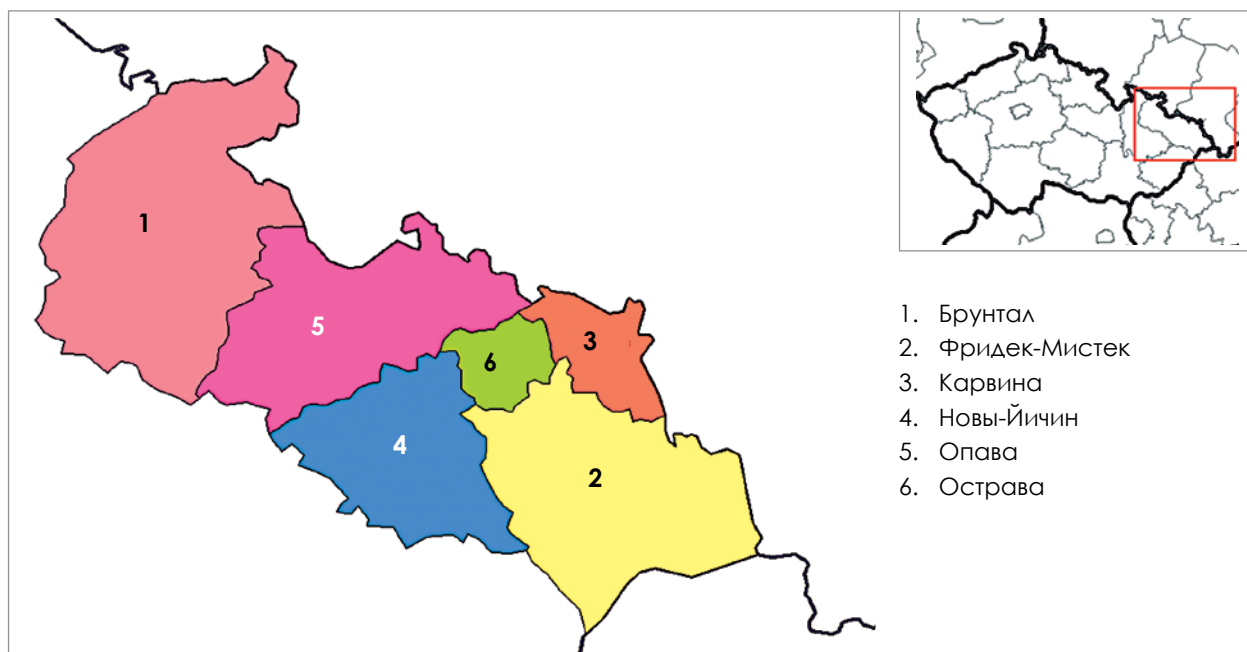 1
5
3
6
4
2
1. Брунтал
2. Фридек-Мистек
3. Карвина
4. Новы-Йичин
5. Опава
6. Острава